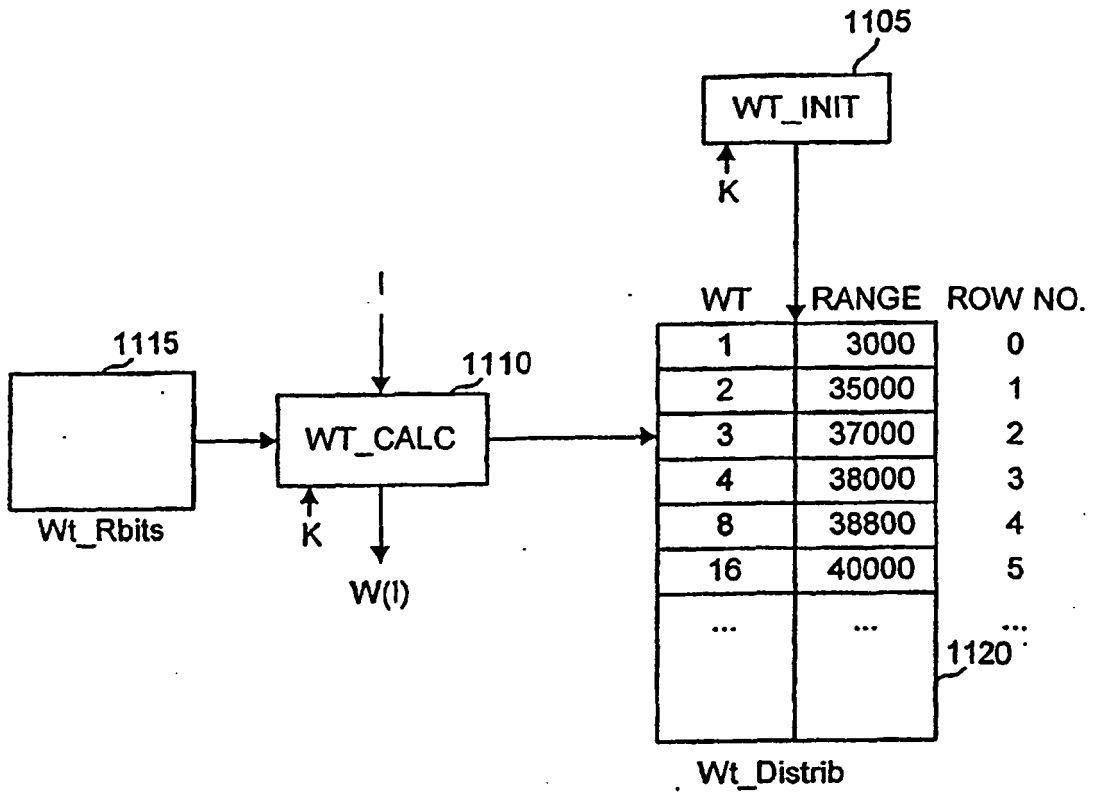 1105
WT_INIT
K
I
WT RANGE ROW NO.
1 3000 0
2 35000 1
3 37000 2
4 38000 3
8 38800 4
16 40000 5
... ... ...
1115
1110
WT_CALC
Wt_Rbits
K
W(I)
1120
Wt_Distrib